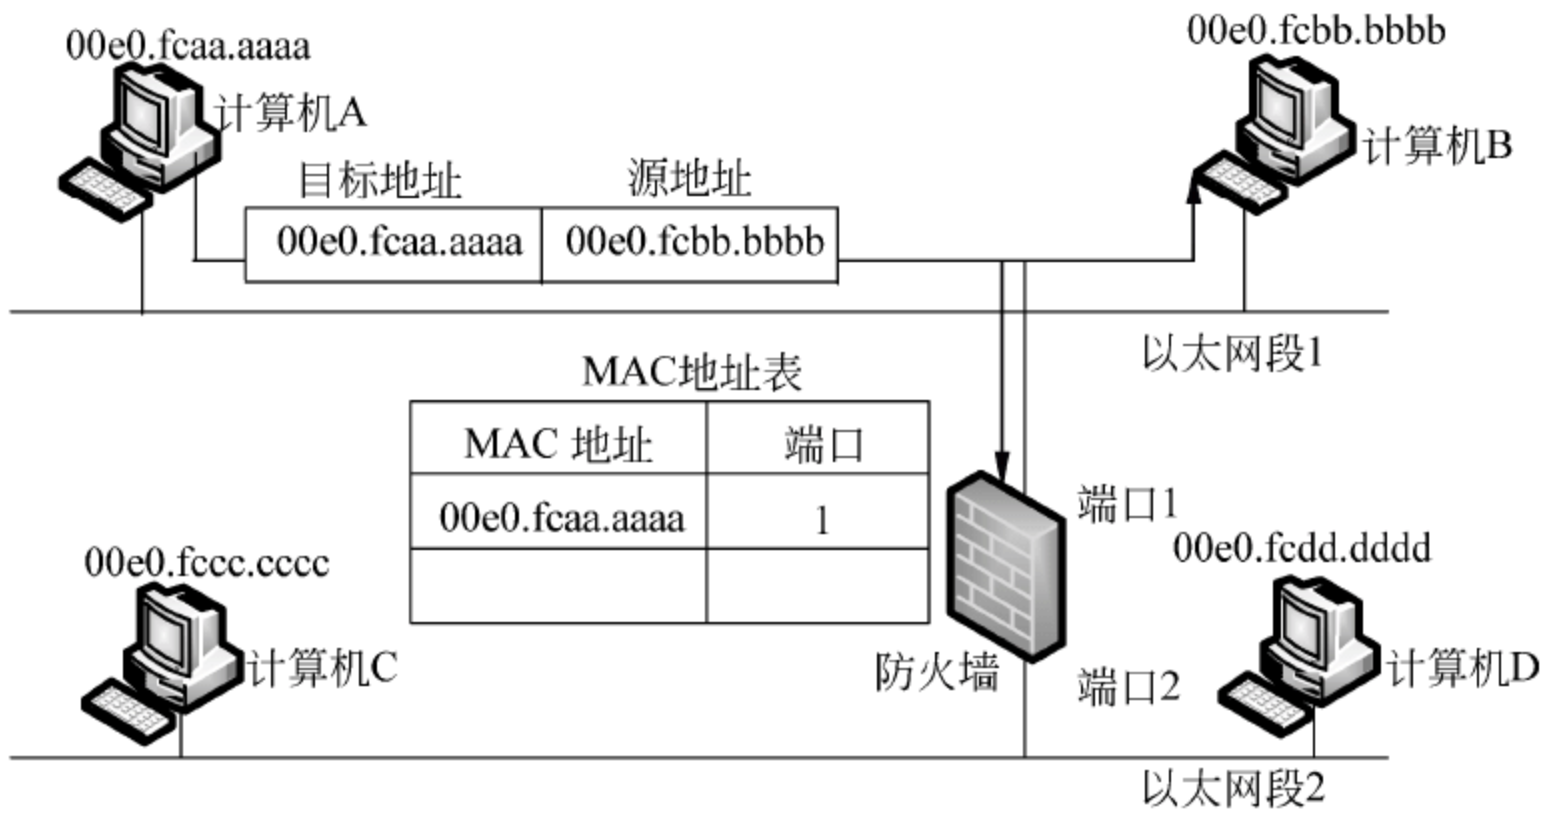 00e0.fcaa.aaaa
00e0.fcbb.bbbb
计算机A
计算机B
目标地址 源地址
00e0.fcaa.aaaa 00e0.fcbb.bbbb
以太网段1
MAC地址表
MAC 地址 端口
00e0.fcaa.aaaa 1
端口1
00e0.fccc.cccc
00e0.fcdd.dddd
计算机C
防火墙
端口2
计算机D
以太网段2